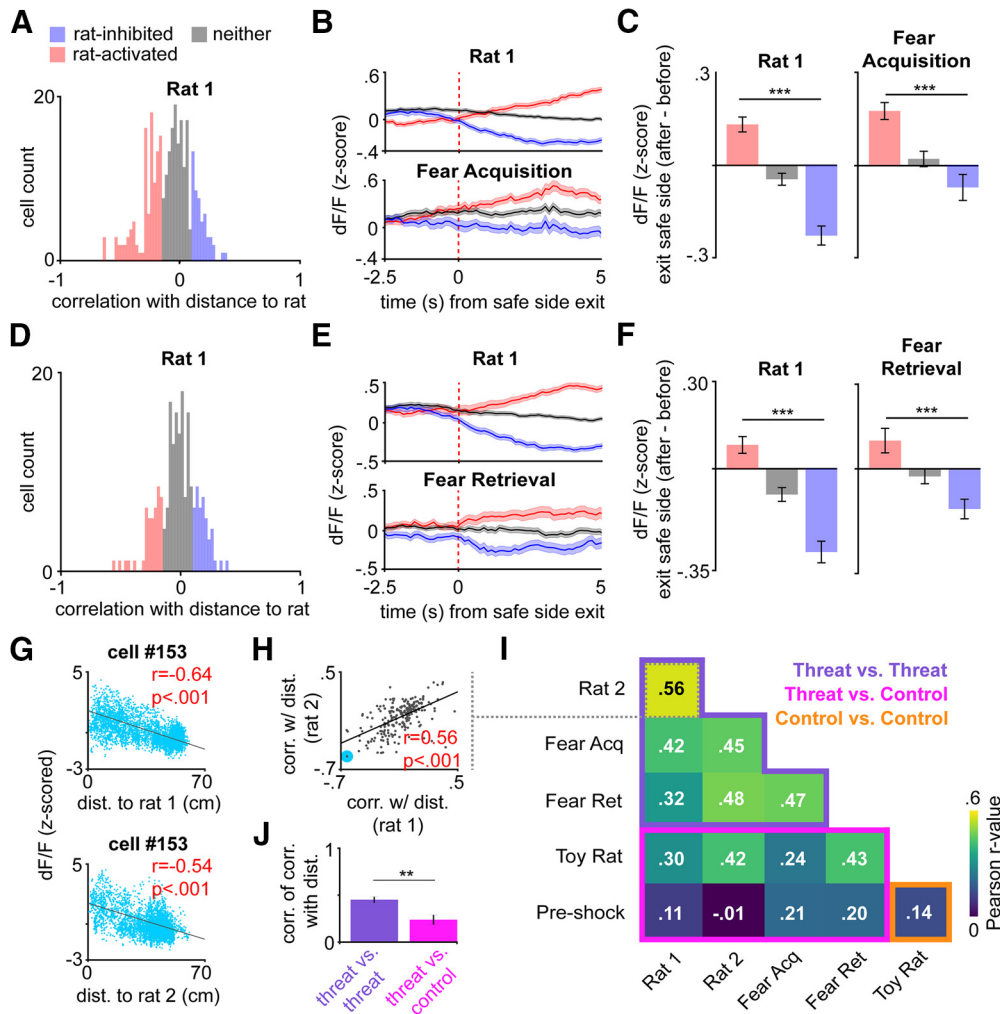 A
rat-inhibited
neither
rat-activated
Rat 1
20
cell count
0
-1
0
1
correlation with distance to rat
B
Rat 1
.6
0
-.4
Fear Acquisition
.6
0
-.4
dF/F (z-score)
-2.5
0
5
time (s) from safe side exit
C
Rat 1
Fear
Acquisition
.3
***
***
-.3
dF/F (z-score)
exit safe side (after - before)
D
Rat 1
20
cell count
0
-1
0
1
correlation with distance to rat
E
Rat 1
.5
0
-.5
Fear Retrieval
.5
0
-.5
dF/F (z-score)
-2.5
0
5
time (s) from safe side exit
F
Rat 1
Fear
Retrieval
.30
***
***
-.35
dF/F (z-score)
exit safe side (after - before)
G
cell #153
5
r=-0.64
p<.001
-3
0
70
dist. to rat 1 (cm)
dF/F (z-scored)
cell #153
5
r=-0.54
p<.001
-3
0
70
dist. to rat 2 (cm)
H
.5
corr. w/ dist.
(rat 2)
r=0.56
p<.001
-.7
-.7
.5
corr. w/ dist.
(rat 1)
J
1
**
corr. of corr.
with dist.
0
threat vs.
threat
threat vs.
control
I
Threat vs. Threat
Threat vs. Control
Control vs. Control
Rat 2
.56
Fear Acq
.42 .45
Fear Ret
.32 .48 .47
Toy Rat
.30 .42 .24 .43
Pre-shock
.11 -.01 .21 .20 .14
Rat 1
Rat 2
Fear Acq
Fear Ret
Toy Rat
.6
0
Pearson r-value